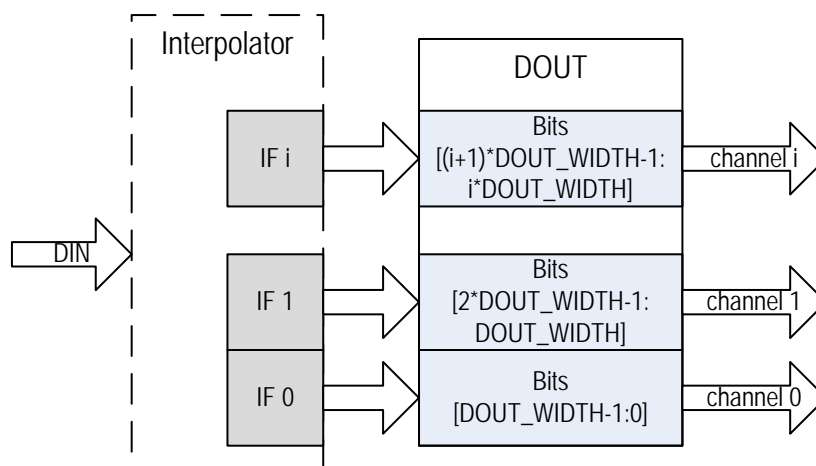 Interpolator
DOUT
IF i
Bits
[(i+1)*DOUT_WIDTH-1:
i*DOUT_WIDTH]
channel i
DIN
IF 1
Bits
[2*DOUT_WIDTH-1:
DOUT_WIDTH]
channel 1
IF 0
Bits
[DOUT_WIDTH-1:0]
channel 0